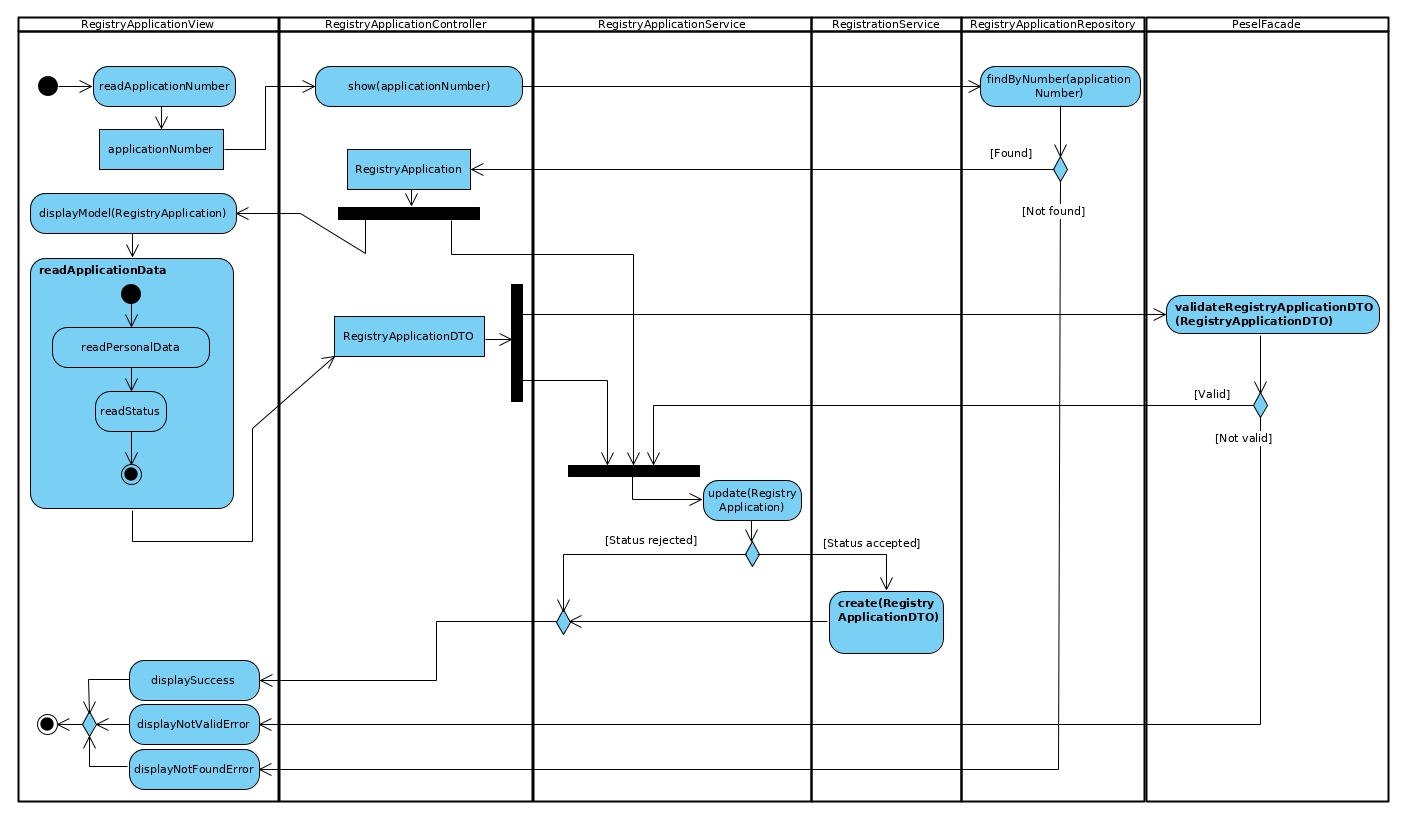 RegistryApplicationView
RegistryApplicationController
RegistryApplicationService
RegistrationService
RegistryApplicationRepository
PeselFacade
readApplicationNumber
show(applicationNumber)
findByNumber(application
Number)
applicationNumber
[Found]
RegistryApplication
displayModel(RegistryApplication)
[Not found]
readApplicationData
readPersonalData
readStatus
RegistryApplicationDTO
validateRegistryApplicationDTO
(RegistryApplicationDTO)
[Valid]
[Not valid]
update(Registry
Application)
[Status rejected]
[Status accepted]
create(Registry
ApplicationDTO)
displaySuccess
displayNotValidError
displayNotFoundError